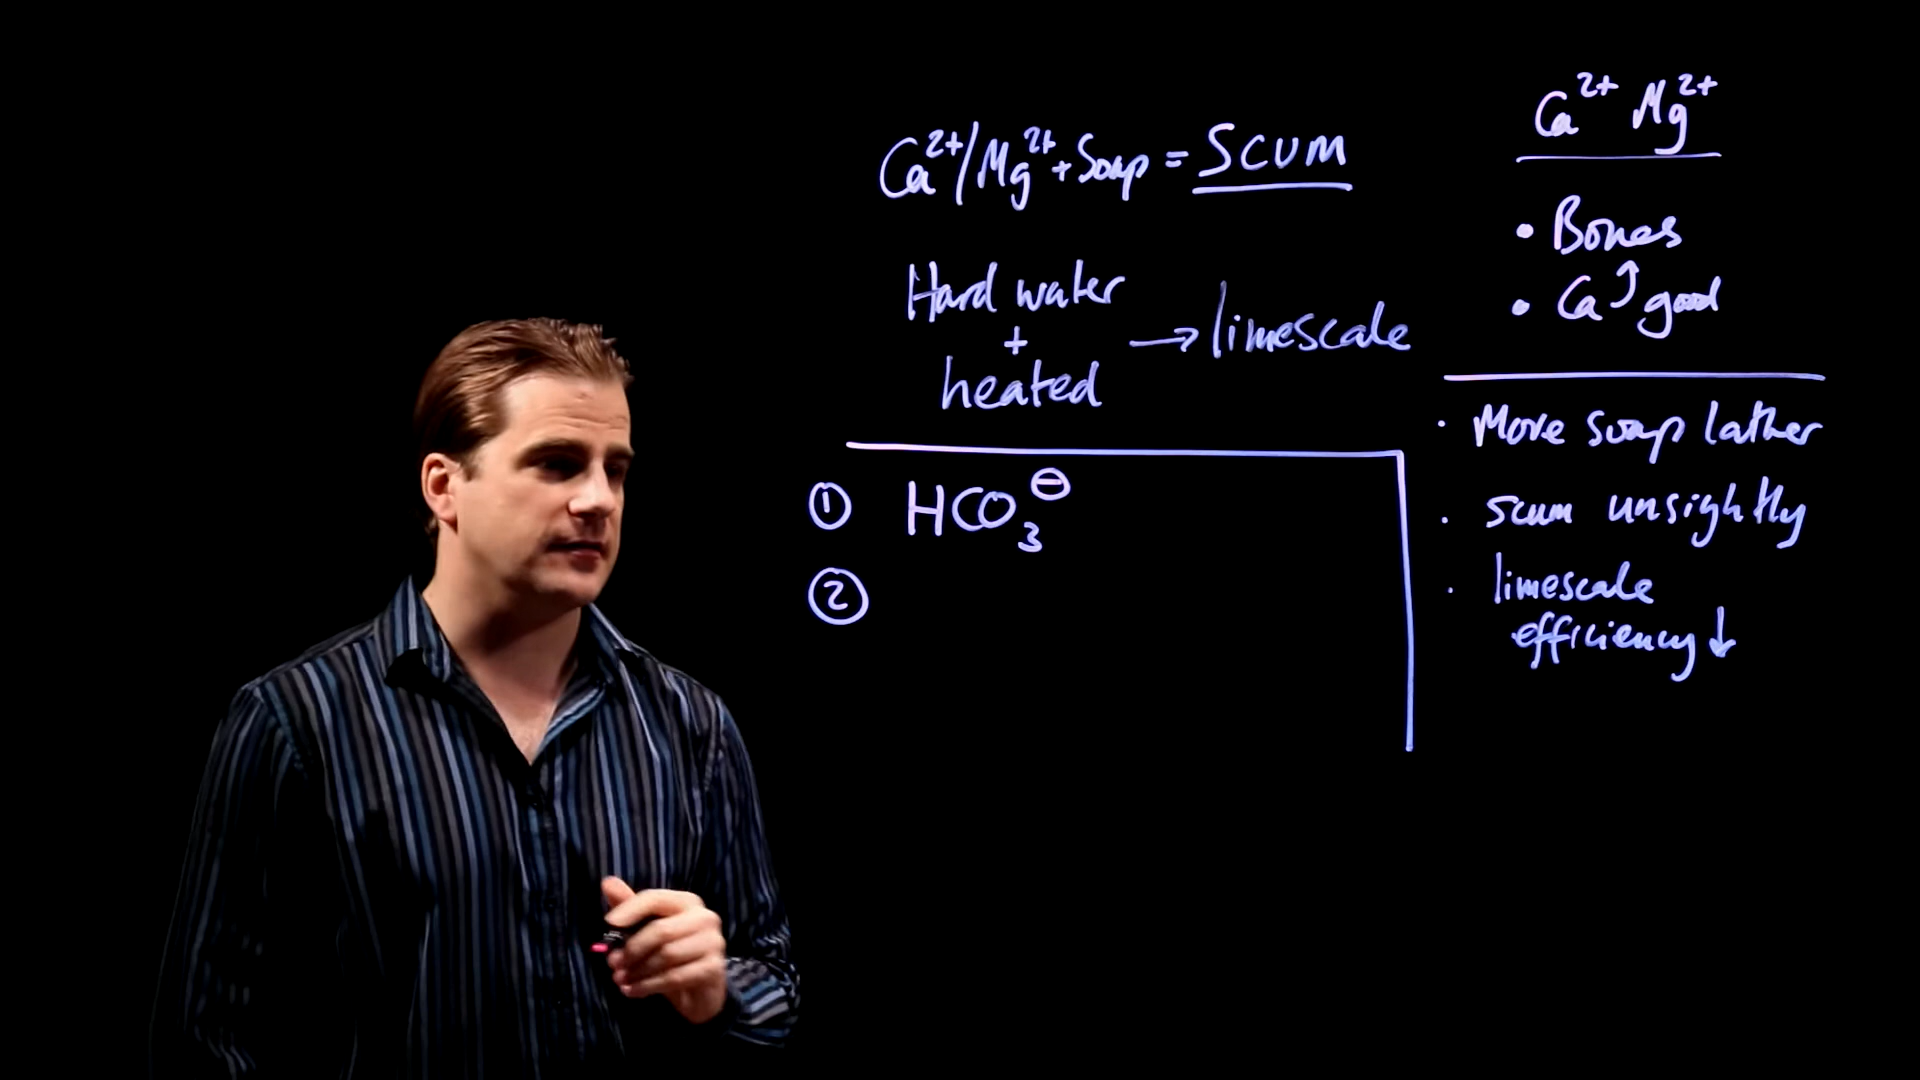 Ca²⁺/Mg²⁺ + Soap = SCUM
Hard water
+
heated
→ limescale
① HCO₃⊖
②
Ca²⁺ Mg²⁺
• Bones
• Ca ⤴ good
• More soap lather
• scum unsightly
• limescale
efficiency ↓